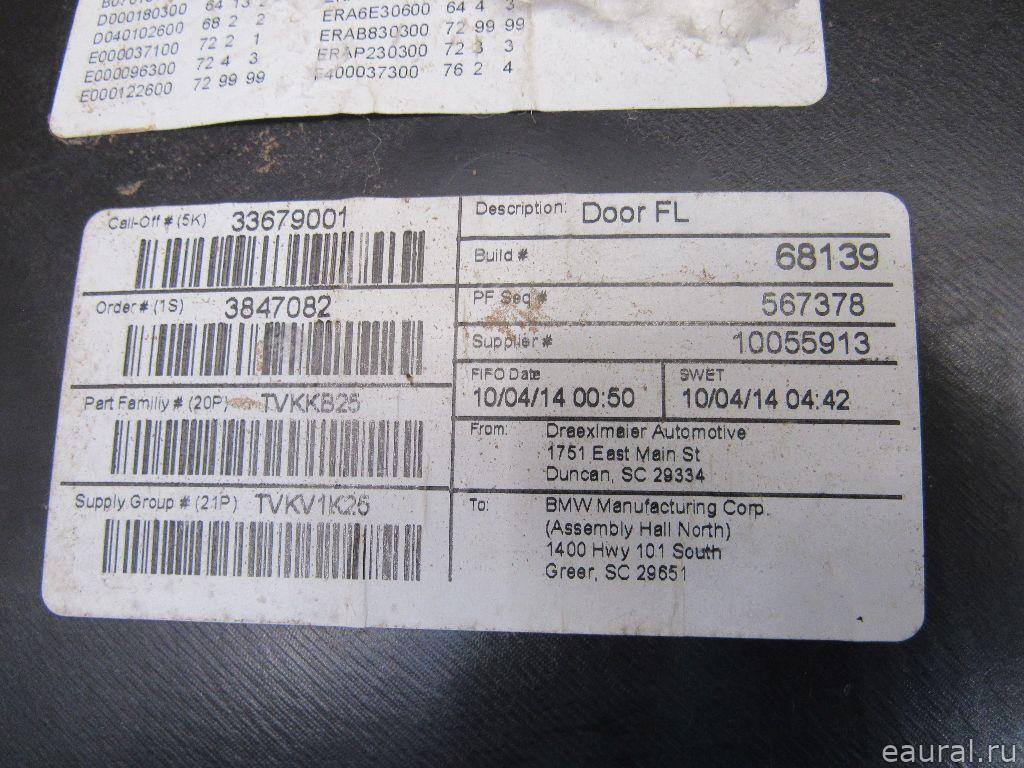 D000180300 64 13 2
D040102600 68 2 2
E000037100 72 2 1
E000096300 72 4 3
E000122600 72 99 99
ERA6E30600 64 4 3
ERAB830300 72 99 99
ERAP230300 72 3 3
F400037300 76 2 4
Call-Off # (5K) 33679001
Order # (1S) 3847082
Part Familiy # (20P) TVKKB25
Supply Group # (21P) TVKV1K25
Description: Door FL
Build # 68139
PF Seq # 567378
Supplier # 10055913
FIFO Date
10/04/14 00:50
SWET
10/04/14 04:42
From: Draexlmaier Automotive
1751 East Main St
Duncan, SC 29334
To: BMW Manufacturing Corp.
(Assembly Hall North)
1400 Hwy 101 South
Greer, SC 29651
eaural.ru